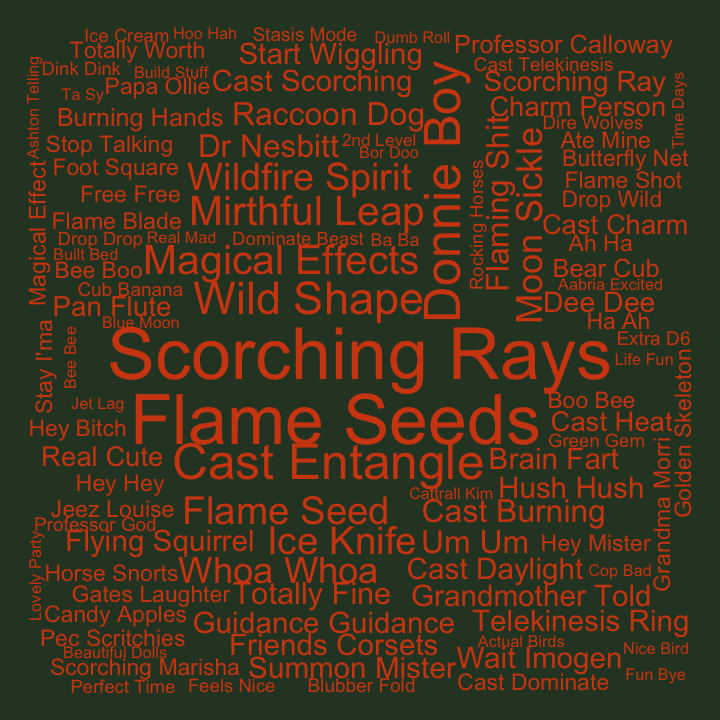 Ice Cream
Hoo Hah
Stasis Mode
Dumb Roll
Professor Calloway
Totally Worth
Start Wiggling
Cast Telekinesis
Dink Dink
Build Stuff
Papa Ollie
Cast Scorching
Scorching Ray
Ashton Telling
Ta Sy
Donnie Boy
Time Days
Burning Hands
Raccoon Dog
Charm Person
Flaming Shit
Moon Sickle
Dire Wolves
Stop Talking
Dr Nesbitt
2nd Level
Bor Doo
Ate Mine
Butterfly Net
Foot Square
Wildfire Spirit
Rocking Horses
Flame Shot
Magical Effect
Free Free
Drop Wild
Flame Blade
Mirthful Leap
Cast Charm
Drop Drop
Real Mad
Dominate Beast
Ba Ba
Ah Ha
Built Bed
Bee Boo
Magical Effects
Bear Cub
Cub Banana
Aabria Excited
Pan Flute
Wild Shape
Dee Dee
Blue Moon
Ha Ah
Stay I'ma
Bee Bee
Scorching Rays
Extra D6
Life Fun
Jet Lag
Flame Seeds
Boo Bee
Golden Skeleton
Hey Bitch
Cast Heat
Green Gem
Real Cute
Cast Entangle
Brain Fart
Grandma Morri
Hey Hey
Cattrall Kim
Hush Hush
Jeez Louise
Flame Seed
Cast Burning
Professor God
Flying Squirrel
Ice Knife
Um Um
Hey Mister
Lovely Party
Horse Snorts
Whoa Whoa
Cast Daylight
Cop Bad
Gates Laughter
Totally Fine
Grandmother Told
Candy Apples
Guidance Guidance
Telekinesis Ring
Pec Scritchies
Friends Corsets
Actual Birds
Nice Bird
Beautiful Dolls
Scorching Marisha
Summon Mister
Wait Imogen
Fun Bye
Perfect Time
Feels Nice
Blubber Fold
Cast Dominate